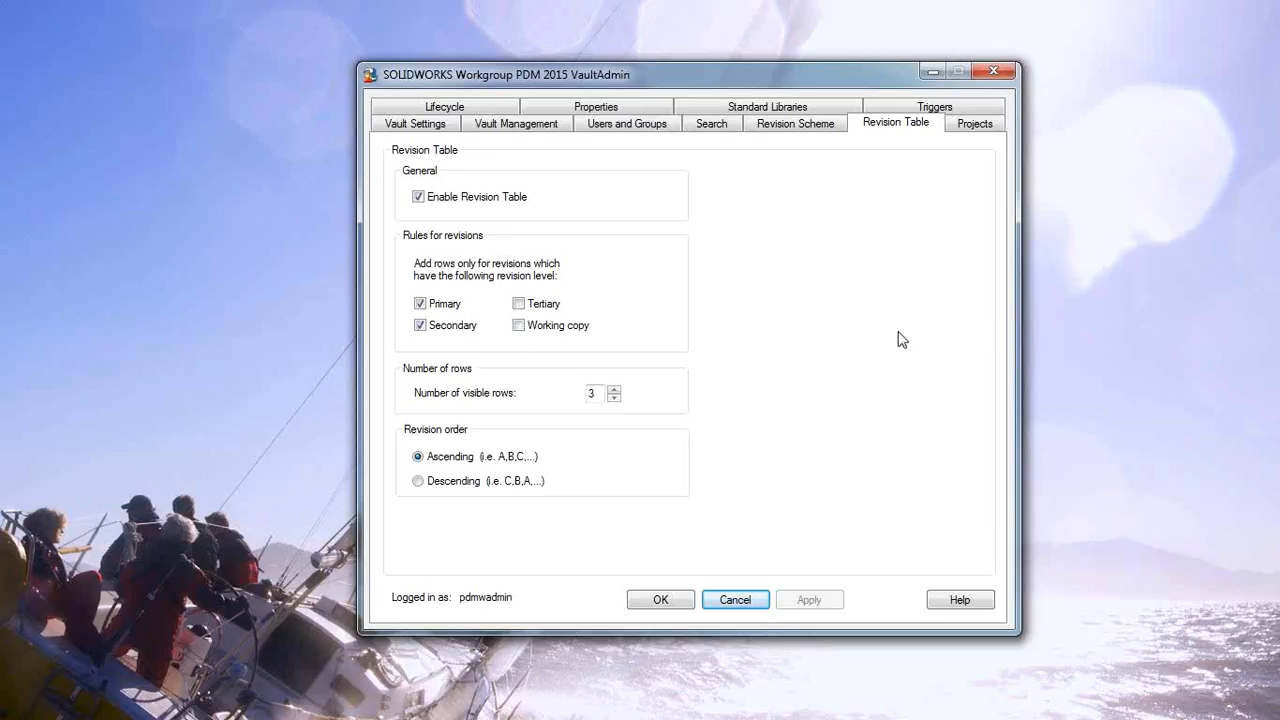 SOLIDWORKS Workgroup PDM 2015 VaultAdmin
Lifecycle Properties Standard Libraries Triggers
Vault Settings Vault Management Users and Groups Search Revision Scheme Revision Table Projects
Revision Table
General
Enable Revision Table
Rules for revisions
Add rows only for revisions which
have the following revision level:
Primary Tertiary
Secondary Working copy
Number of rows
Number of visible rows: 3
Revision order
Ascending (i.e. A,B,C,...)
Descending (i.e. C,B,A,...)
Logged in as: pdmwadmin OK Cancel Apply Help